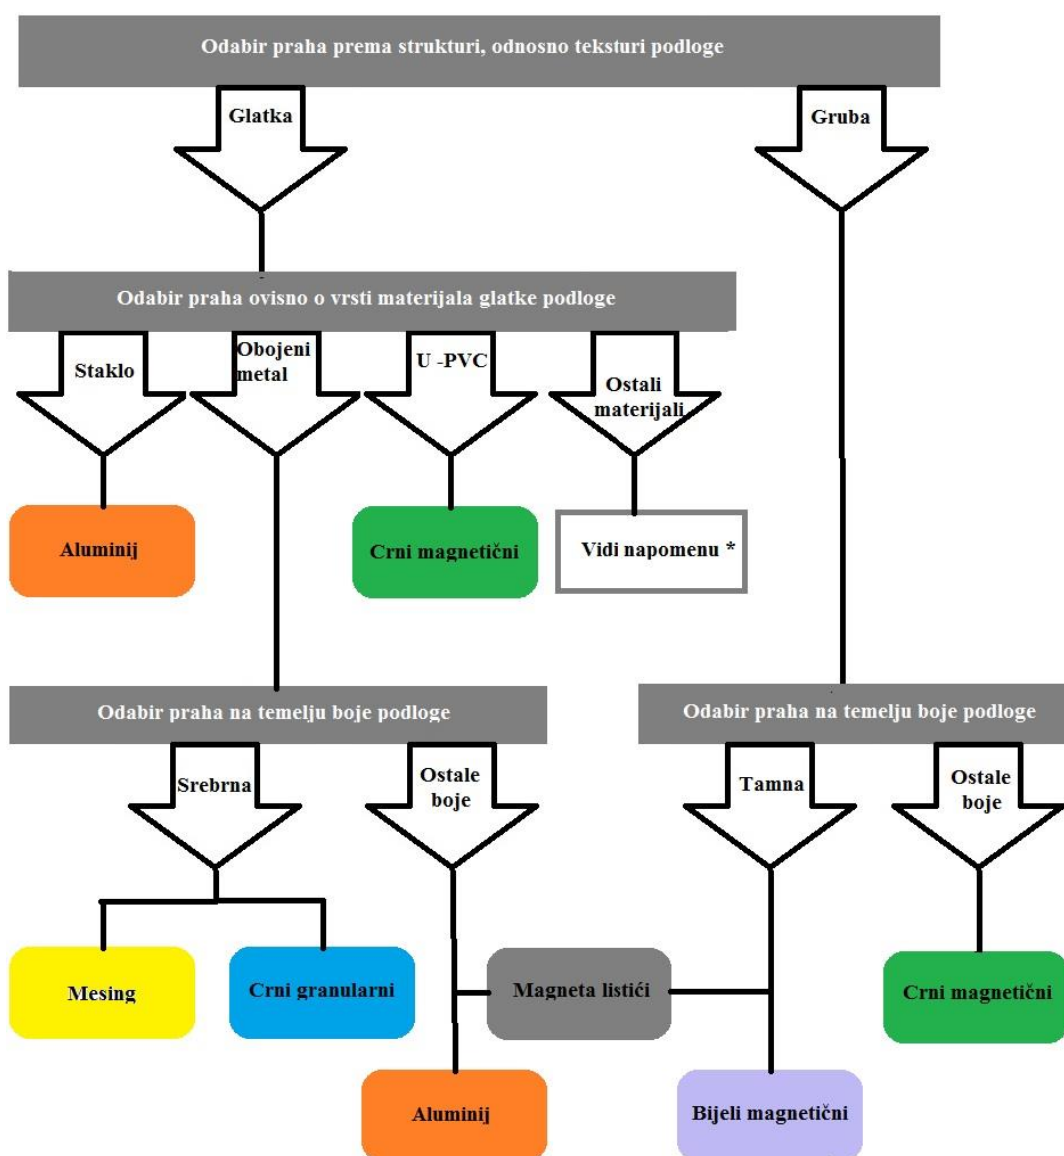 Odabir praha prema strukturi, odnosno teksturi podloge
Glatka
Gruba
Odabir praha ovisno o vrsti materijala glatke podloge
Staklo
Obojeni
metal
U -PVC
Ostali
materijali
Aluminij
Crni magnetični
Vidi napomenu *
Odabir praha na temelju boje podloge
Odabir praha na temelju boje podloge
Srebrna
Ostale
boje
Tamna
Ostale
boje
Mesing
Crni granularni
Magneta listići
Crni magnetični
Aluminij
Bijeli magnetični